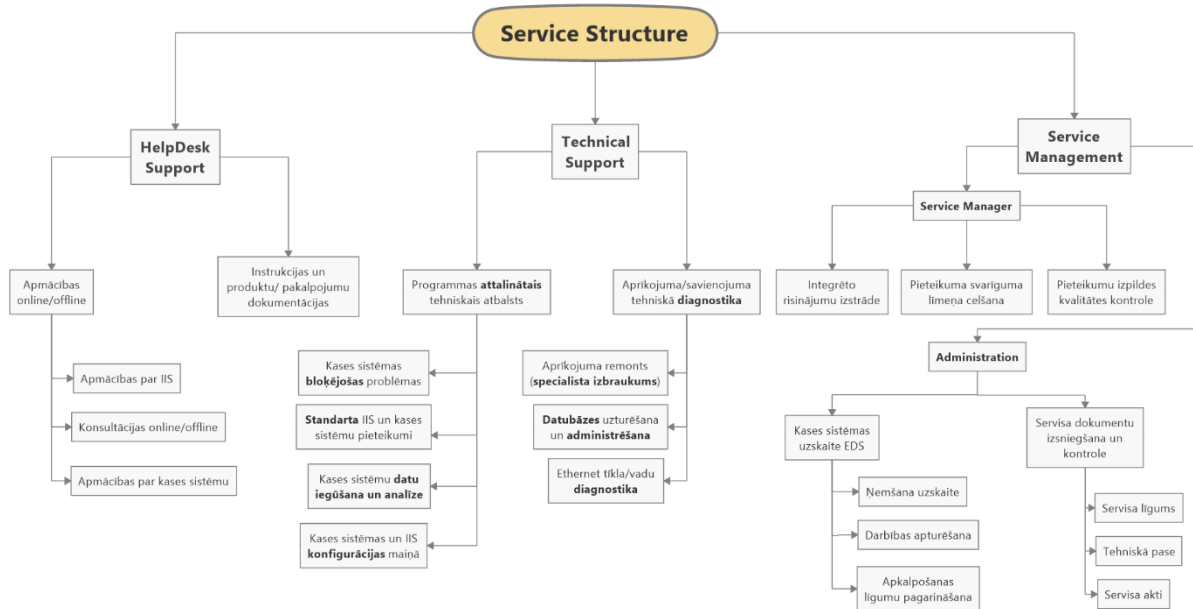 Service Structure
HelpDesk
Support
Technical
Support
Service
Management
Service Manager
Apmācības
online/offline
Instrukcijas un
produktu/ pakalpojumu
dokumentācijas
Programmas attalinātais
tehniskais atbalsts
Aprīkojuma/savienojuma
tehniskā diagnostika
Integrēto
risinājumu izstrāde
Pieteikuma svarīguma
līmeņa celšana
Pieteikumu izpildes
kvalitātes kontrole
Apmācības par IIS
Konsultācijas online/offline
Apmācības par kases sistēmu
Kases sistēmas
bloķējošas problēmas
Standarta IIS un kases
sistēmu pieteikumi
Kases sistēmu datu
iegūšana un analīze
Kases sistēmas un IIS
konfigurācijas maiņā
Aprīkojuma remonts
(specialista izbraukums)
Datubāzes uzturēšana
un administrēšana
Ethernet tīkla/vadu
diagnostika
Administration
Kases sistēmas
uzskaite EDS
Servisa dokumentu
izsniegšana un
kontrole
Ņemšana uzskaite
Darbības apturēšana
Apkalpošanas
līgumu pagarināšana
Servisa līgums
Tehniskā pase
Servisa akti